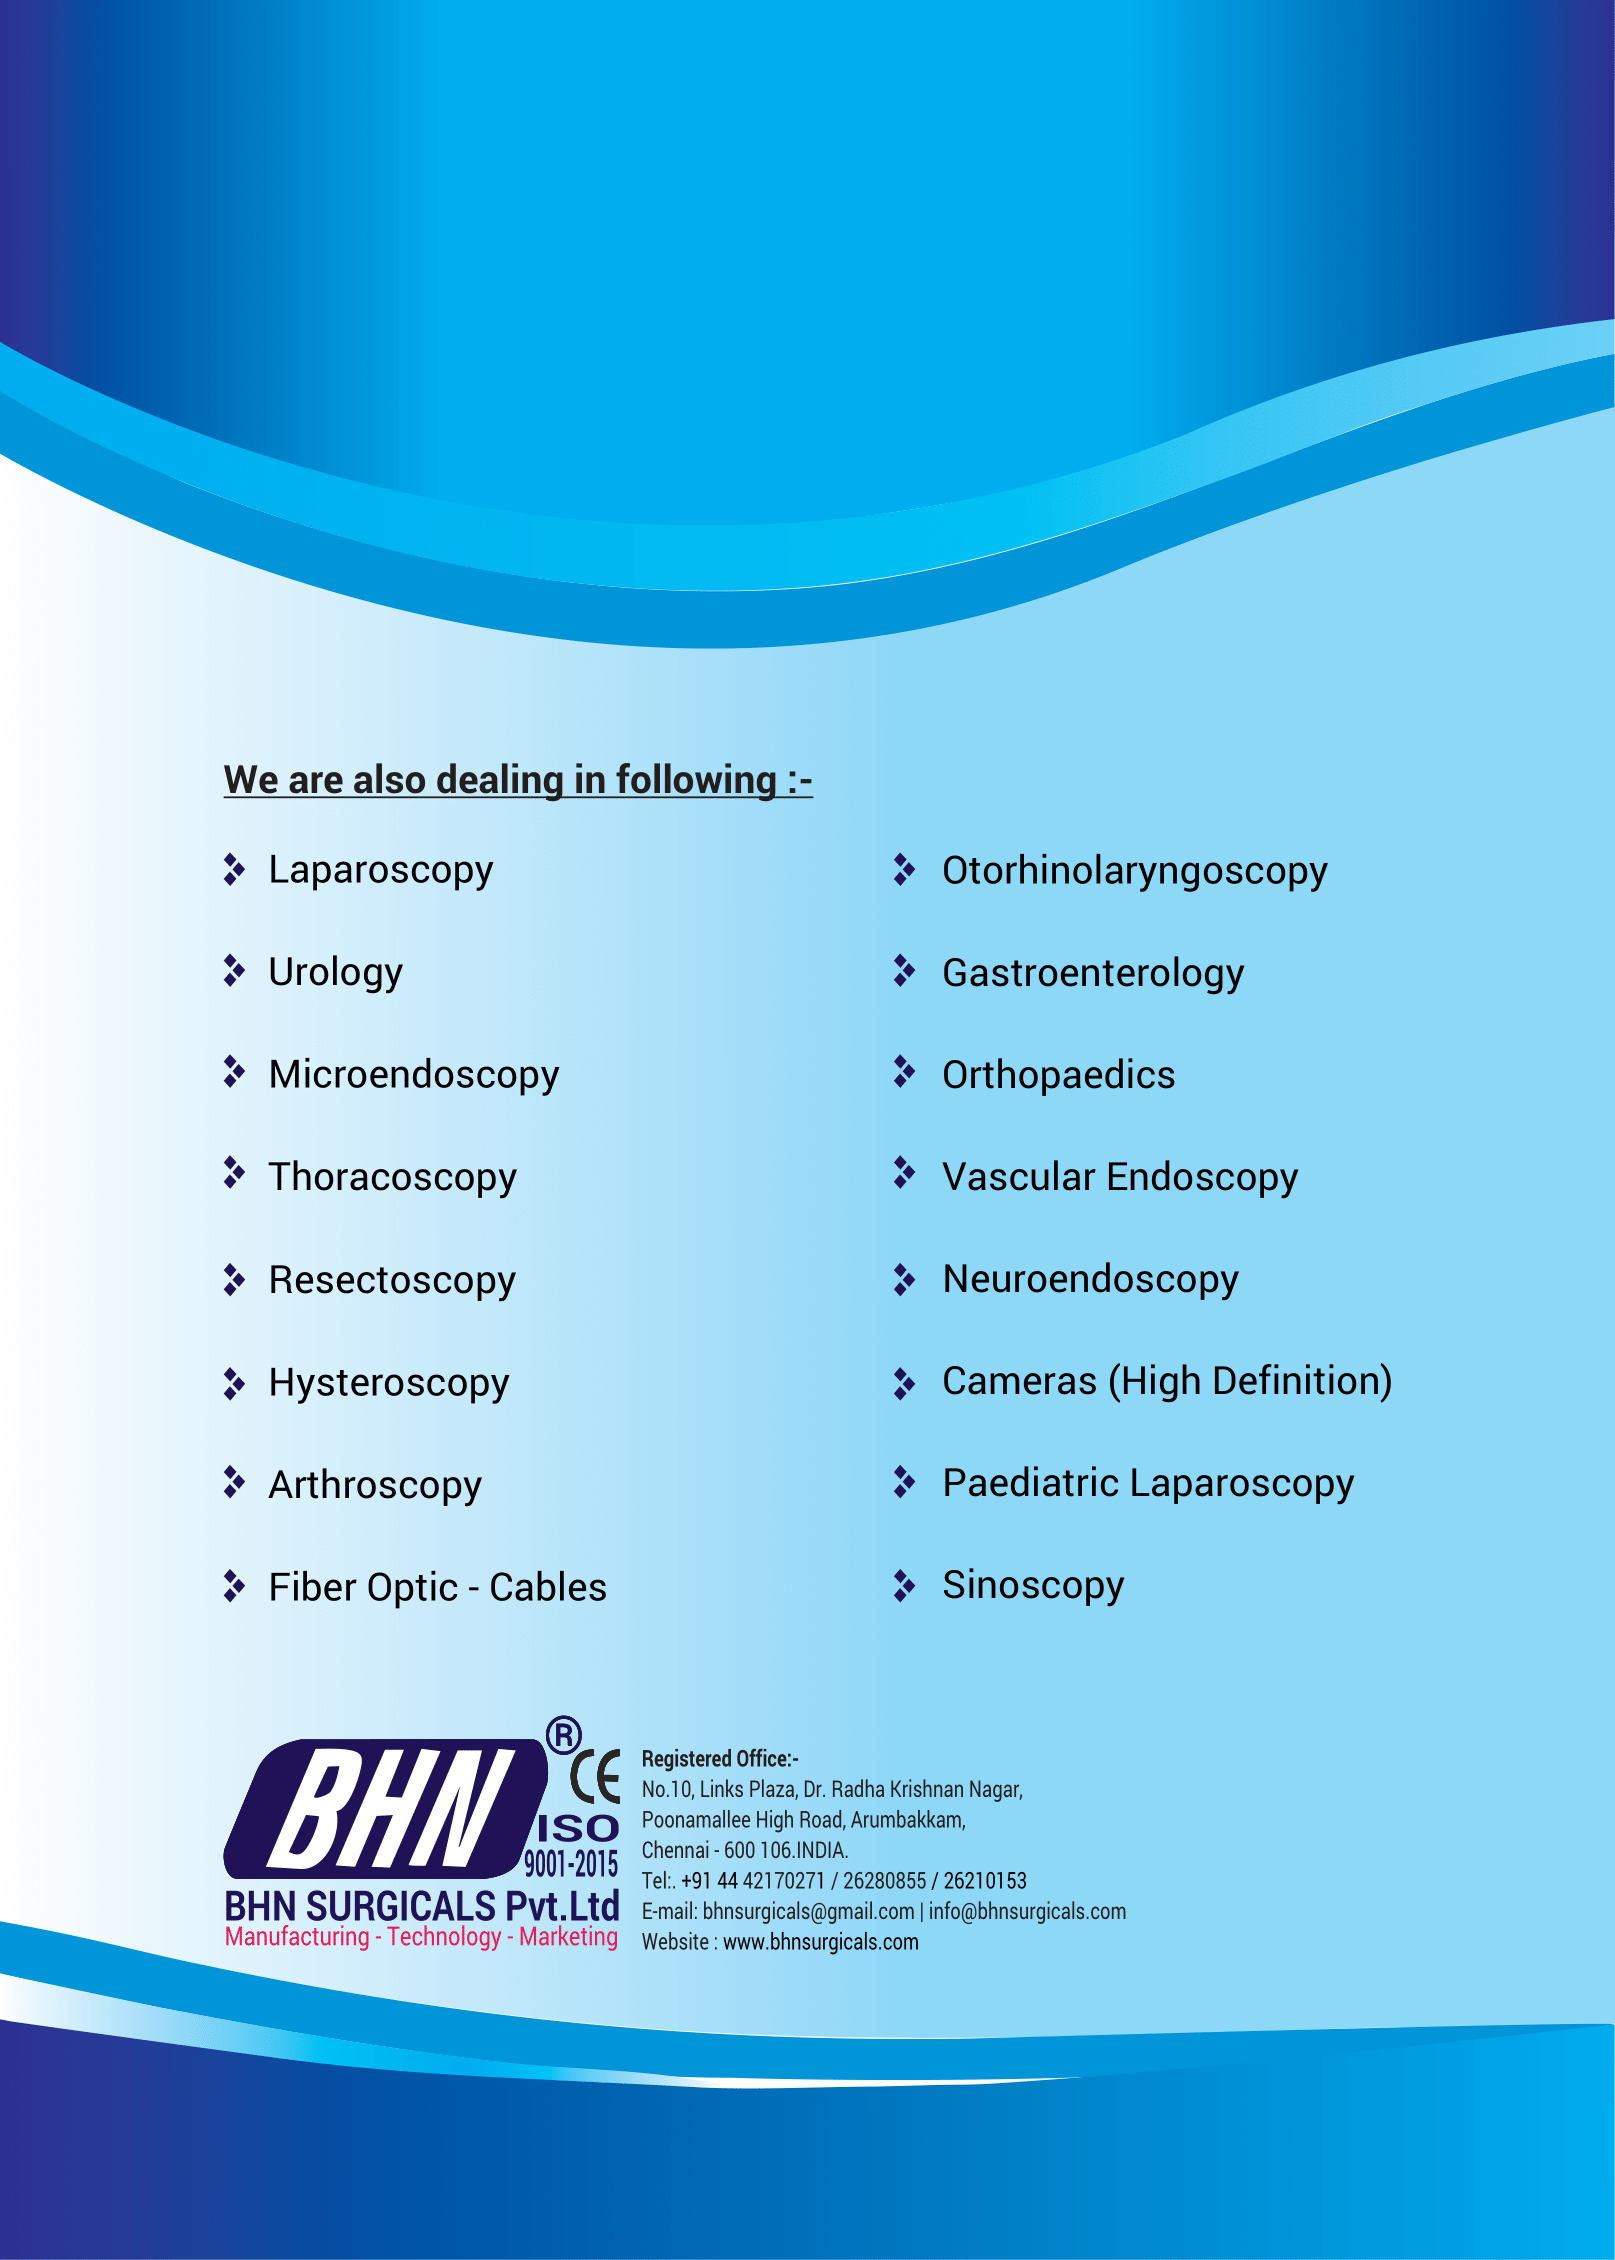 We are also dealing in following :-
Laparoscopy
Urology
Microendoscopy
Thoracoscopy
Resectoscopy
Hysteroscopy
Arthroscopy
Fiber Optic - Cables
Otorhinolaryngoscopy
Gastroenterology
Orthopaedics
Vascular Endoscopy
Neuroendoscopy
Cameras (High Definition)
Paediatric Laparoscopy
Sinoscopy
BHN ®
CE
ISO
9001-2015
BHN SURGICALS Pvt.Ltd
Manufacturing - Technology - Marketing
Registered Office:-
No.10, Links Plaza, Dr. Radha Krishnan Nagar,
Poonamallee High Road, Arumbakkam,
Chennai - 600 106.INDIA.
Tel:. +91 44 42170271 / 26280855 / 26210153
E-mail: bhnsurgicals@gmail.com | info@bhnsurgicals.com
Website : www.bhnsurgicals.com